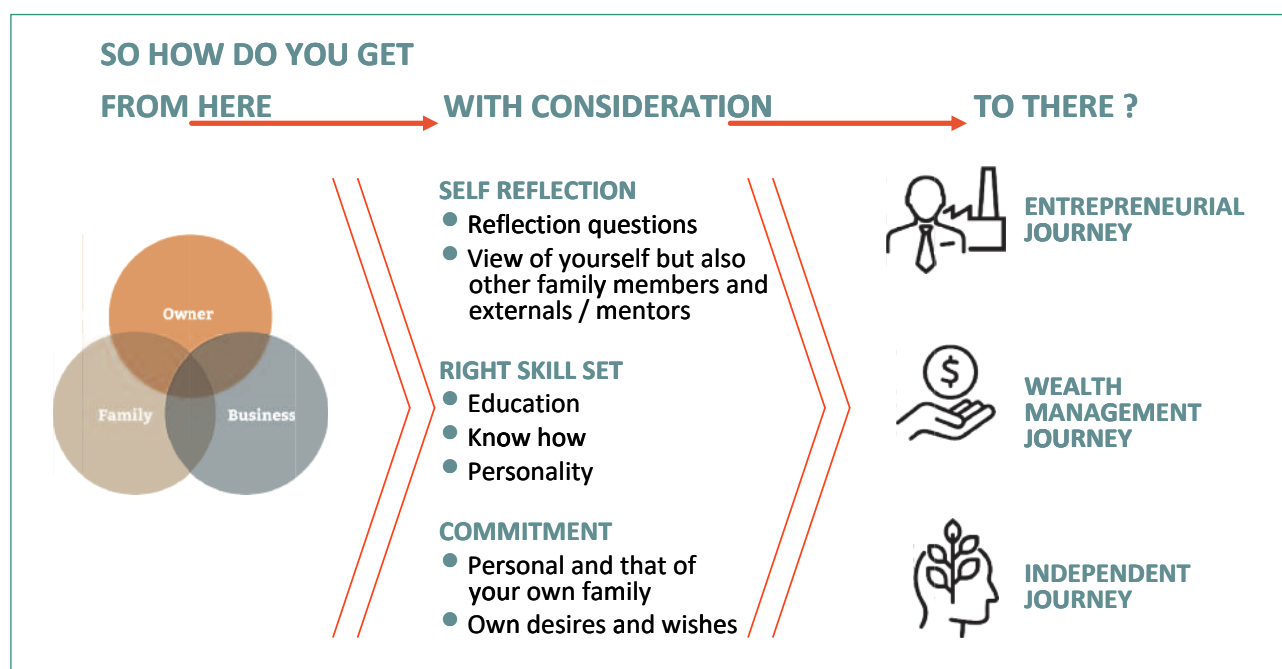 SO HOW DO YOU GET
FROM HERE
WITH CONSIDERATION
TO THERE ?
Owner
Family
Business
SELF REFLECTION
Reflection questions
View of yourself but also
other family members and
externals / mentors
RIGHT SKILL SET
Education
Know how
Personality
COMMITMENT
Personal and that of
your own family
Own desires and wishes
ENTREPRENEURIAL
JOURNEY
$
WEALTH
MANAGEMENT
JOURNEY
INDEPENDENT
JOURNEY